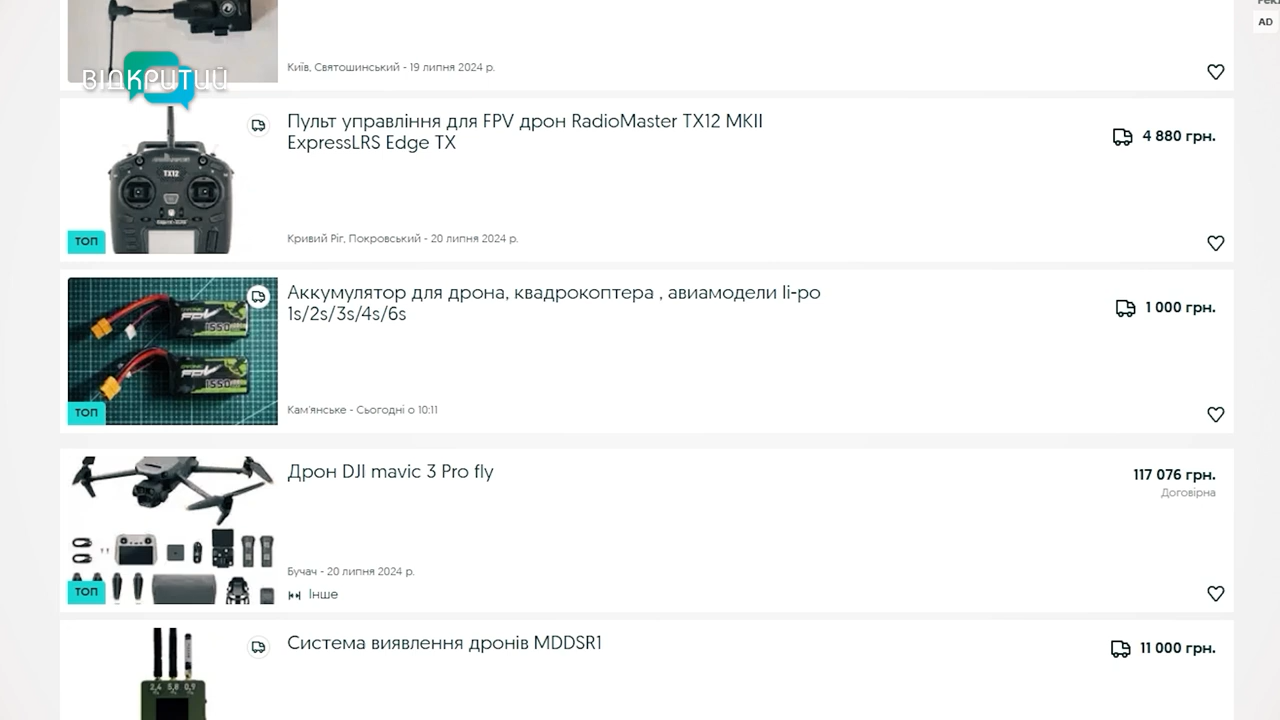 Рекл
AD
Київ, Святошинський - 19 липня 2024 р.
ВІДКРИТИЙ
Пульт управління для FPV дрон RadioMaster TX12 MKII
ExpressLRS Edge TX
4 880 грн.
TX12
ТОП
Кривий Ріг, Покровський - 20 липня 2024 р.
Аккумулятор для дрона, квадрокоптера , авиамодели li-po
1s/2s/3s/4s/6s
1 000 грн.
FPV
1550
FPV
1550
ТОП
Кам'янське - Сьогодні о 10:11
Дрон DJI mavic 3 Pro fly
117 076 грн.
Договірна
Бучач - 20 липня 2024 р.
ТОП
Інше
Система виявлення дронів MDDSR1
11 000 грн.
2,4 5,8 0,9